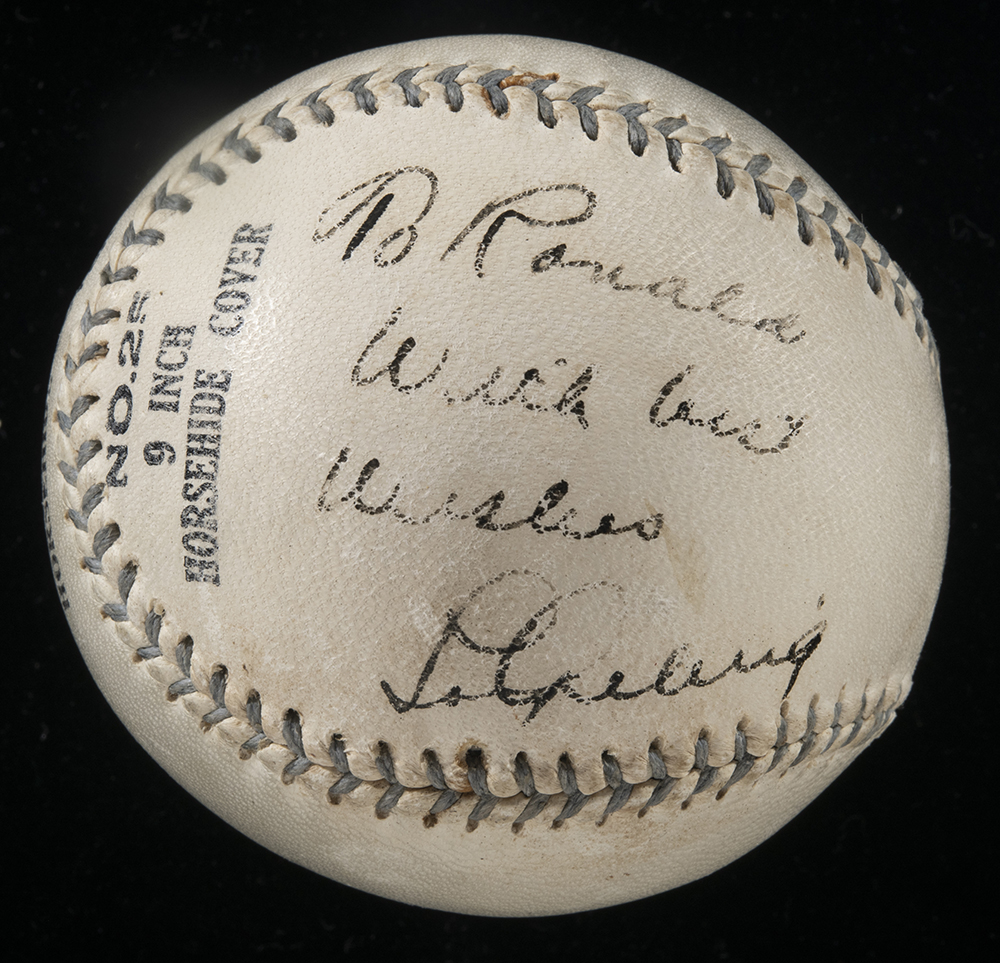 To Ronald
With best
Wishes
Lou Gehrig
NO. 25
9 INCH
HORSEHIDE COVER